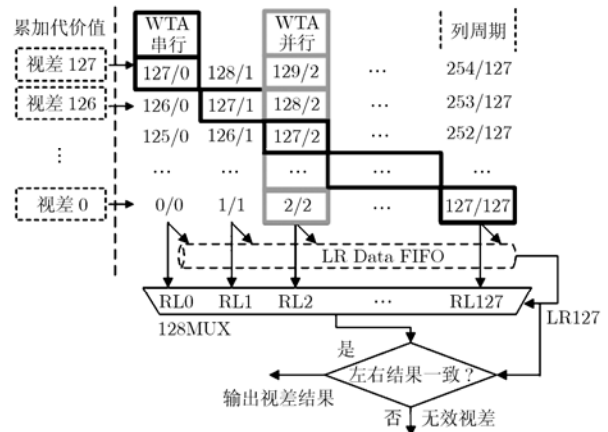 累加代价值
WTA
串行
WTA
并行
列周期
视差 127
127/0 128/1 129/2 … 254/127
视差 126
126/0 127/1 128/2 … 253/127
125/0 126/1 127/2 … 252/127
⋮ … … … …
视差 0
0/0 1/1 2/2 … 127/127
LR Data FIFO
RL0 RL1 RL2 … RL127
LR127
128MUX
是
左右结果一致？
输出视差结果
否 无效视差